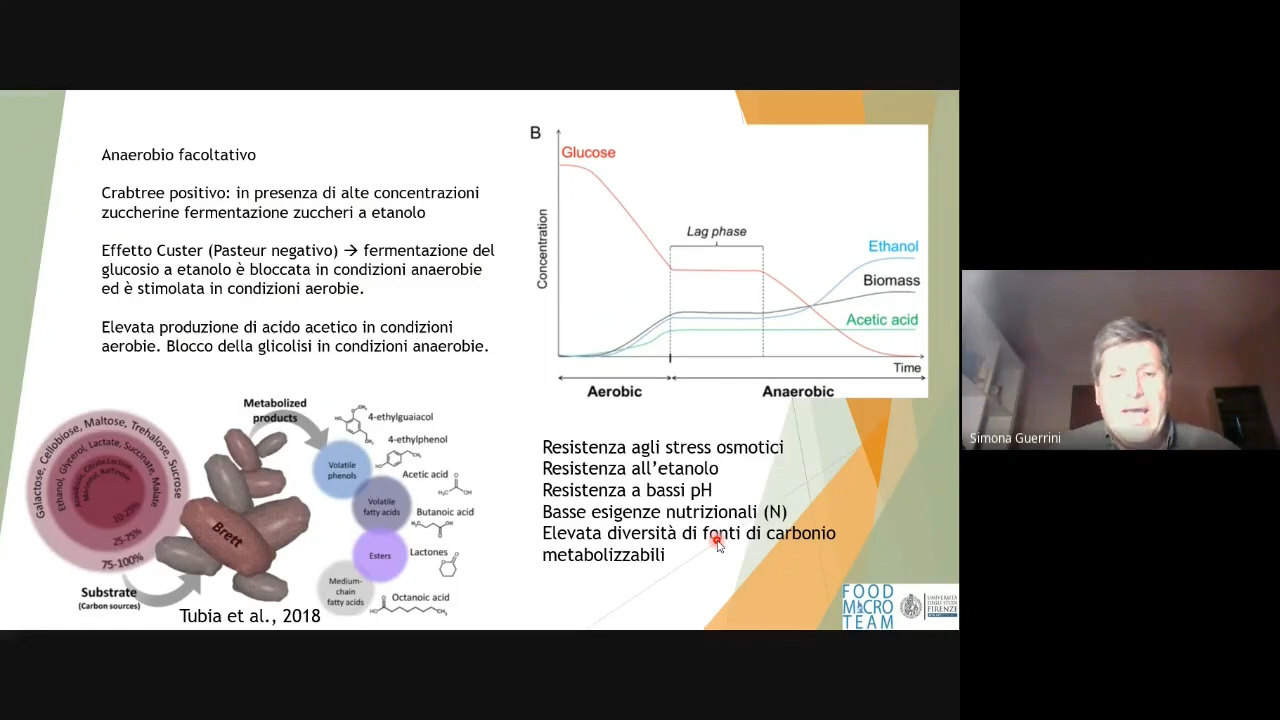 Anaerobio facoltativo
Crabtree positivo: in presenza di alte concentrazioni
zuccherine fermentazione zuccheri a etanolo
Effetto Custer (Pasteur negativo) → fermentazione del
glucosio a etanolo è bloccata in condizioni anaerobie
ed è stimolata in condizioni aerobie.
Elevata produzione di acido acetico in condizioni
aerobie. Blocco della glicolisi in condizioni anaerobie.
B
Glucose
Concentration
Lag phase
Ethanol
Biomass
Acetic acid
Time
Aerobic
Anaerobic
Galactose, Cellobiose, Maltose, Trehalose, Sucrose
Ethanol, Glycerol, Lactate, Succinate, Malate
10-25%
25-75%
75-100%
Substrate
(Carbon sources)
Brett
Metabolized
products
Volatile
phenols
Volatile
fatty acids
Esters
Medium-
chain
fatty acids
4-ethylguaiacol
4-ethylphenol
Acetic acid
Butanoic acid
Lactones
Octanoic acid
Tubia et al., 2018
Resistenza agli stress osmotici
Resistenza all'etanolo
Resistenza a bassi pH
Basse esigenze nutrizionali (N)
Elevata diversità di fonti di carbonio
metabolizzabili
FOOD
MICRO
TEAM
UNIVERSITÀ
DEGLI STUDI
FIRENZE
Simona Guerrini